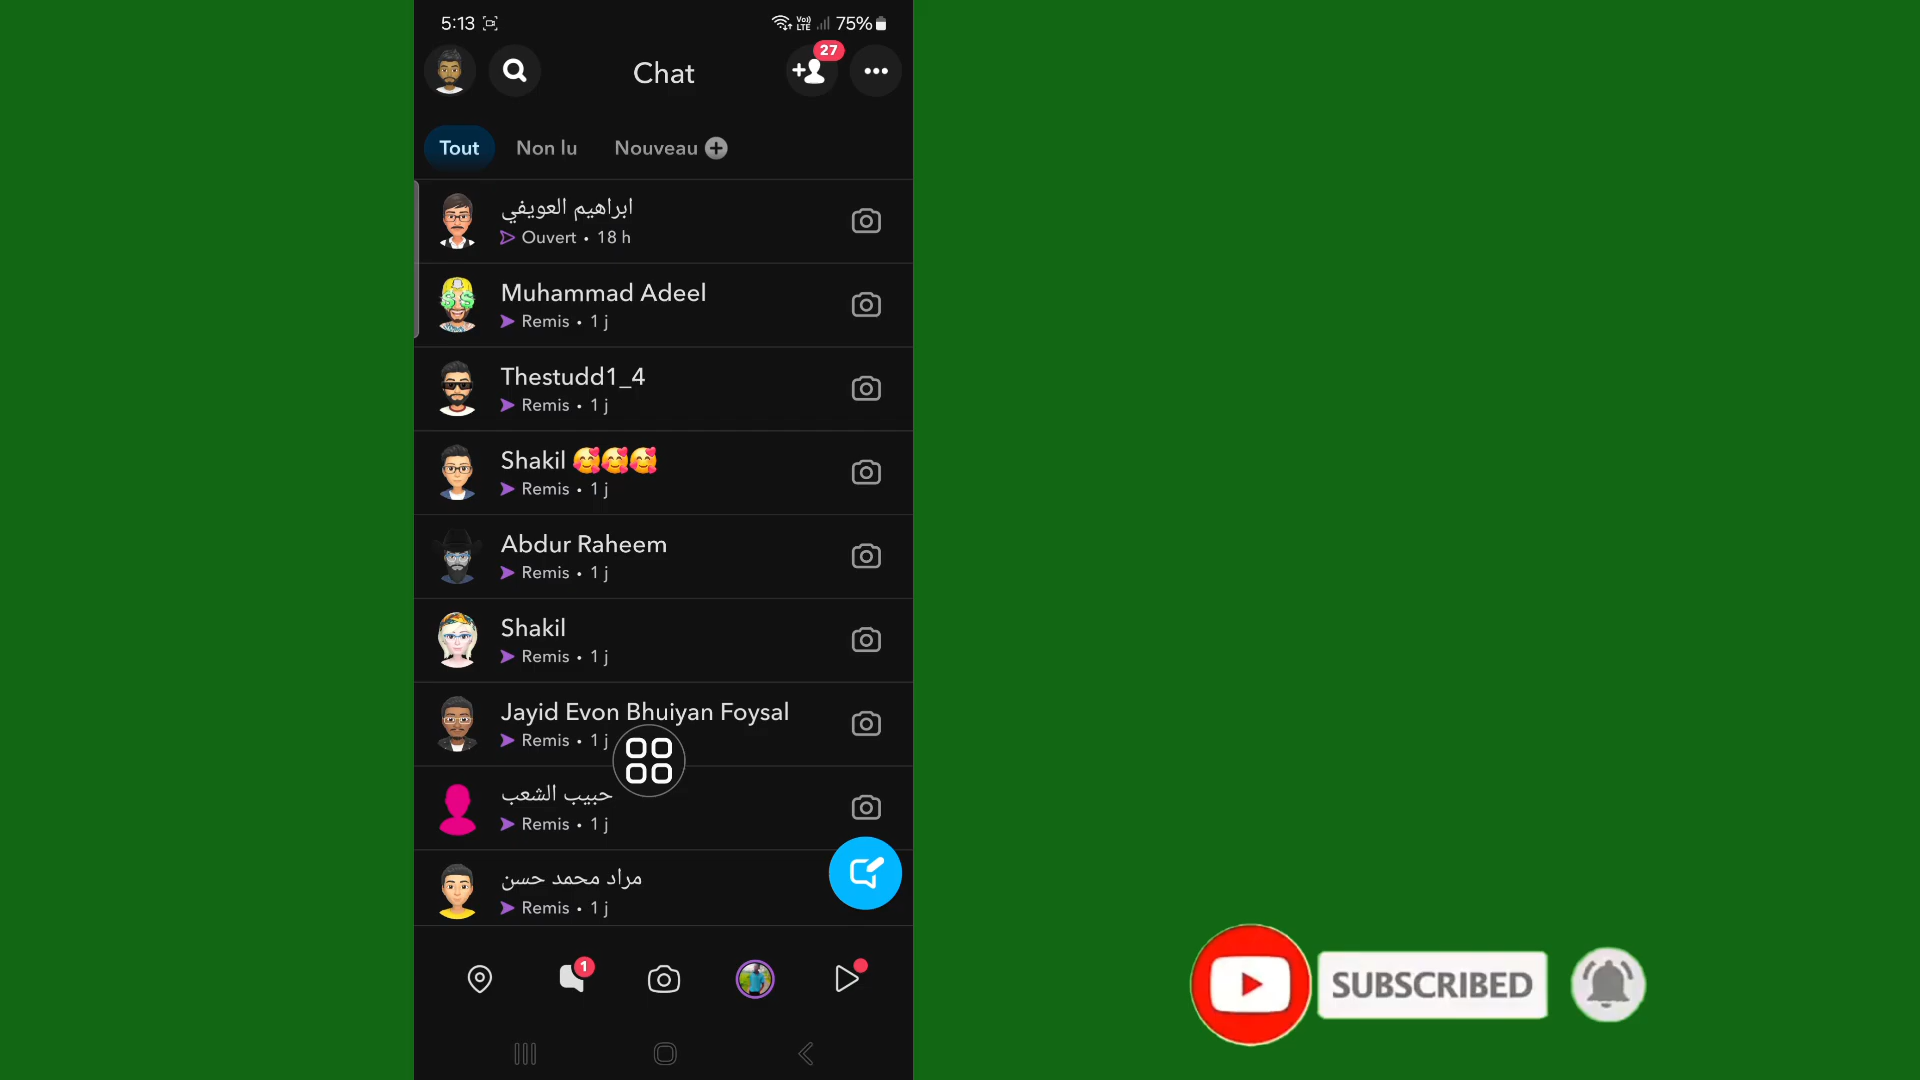 5:13
Vo)) LTE 75%
27
Chat
Tout Non lu Nouveau
ابراهيم العويفي
Ouvert • 18 h
Muhammad Adeel
Remis • 1 j
Thestudd1_4
Remis • 1 j
Shakil 🥰🥰🥰
Remis • 1 j
Abdur Raheem
Remis • 1 j
Shakil
Remis • 1 j
Jayid Evon Bhuiyan Foysal
Remis • 1 j
حبيب الشعب
Remis • 1 j
مراد محمد حسن
Remis • 1 j
1
SUBSCRIBED